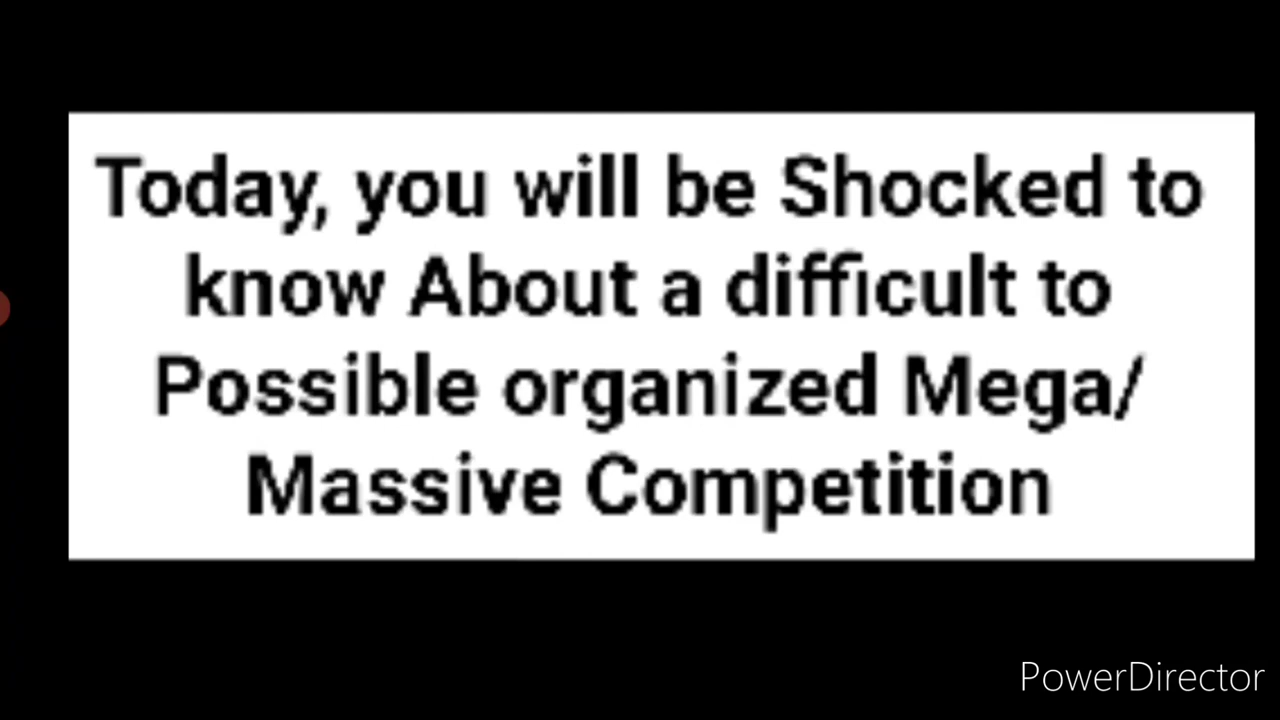 Today, you will be Shocked to
know About a difficult to
Possible organized Mega/
Massive Competition
PowerDirector